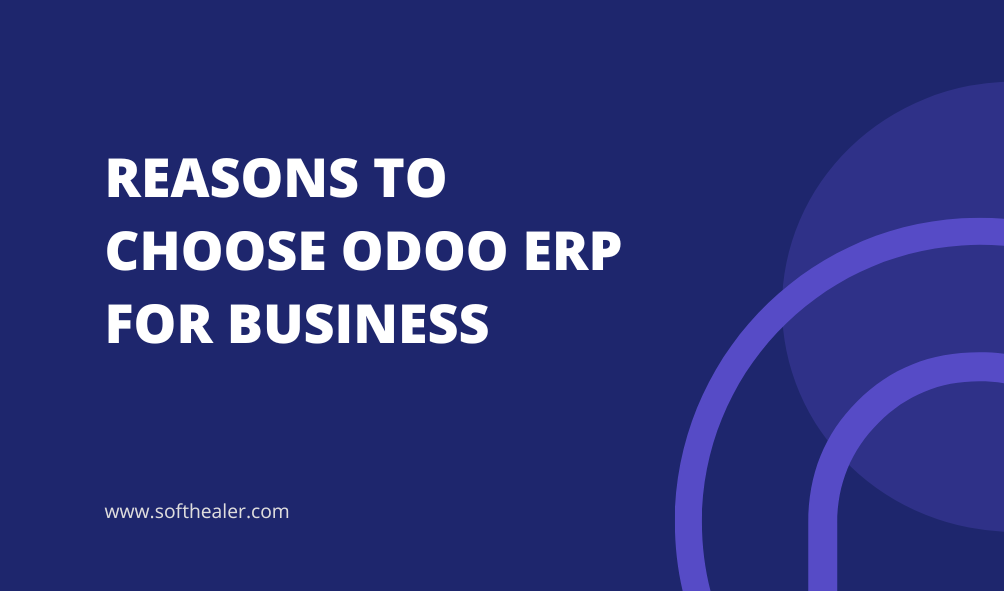 REASONS TO
CHOOSE ODOO ERP
FOR BUSINESS
www.softhealer.com